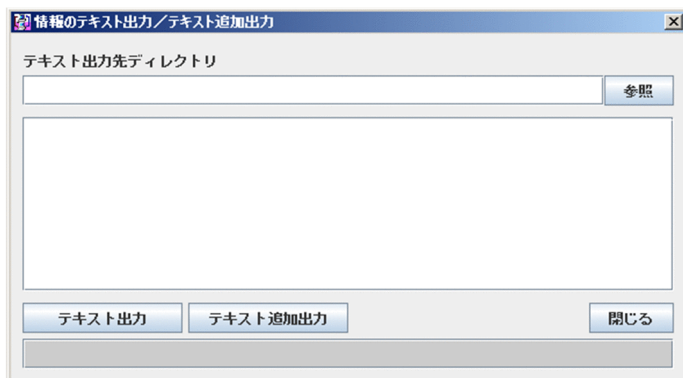 情報のテキスト出力／テキスト追加出力
テキスト出力先ディレクトリ
参照
テキスト出力 テキスト追加出力 閉じる